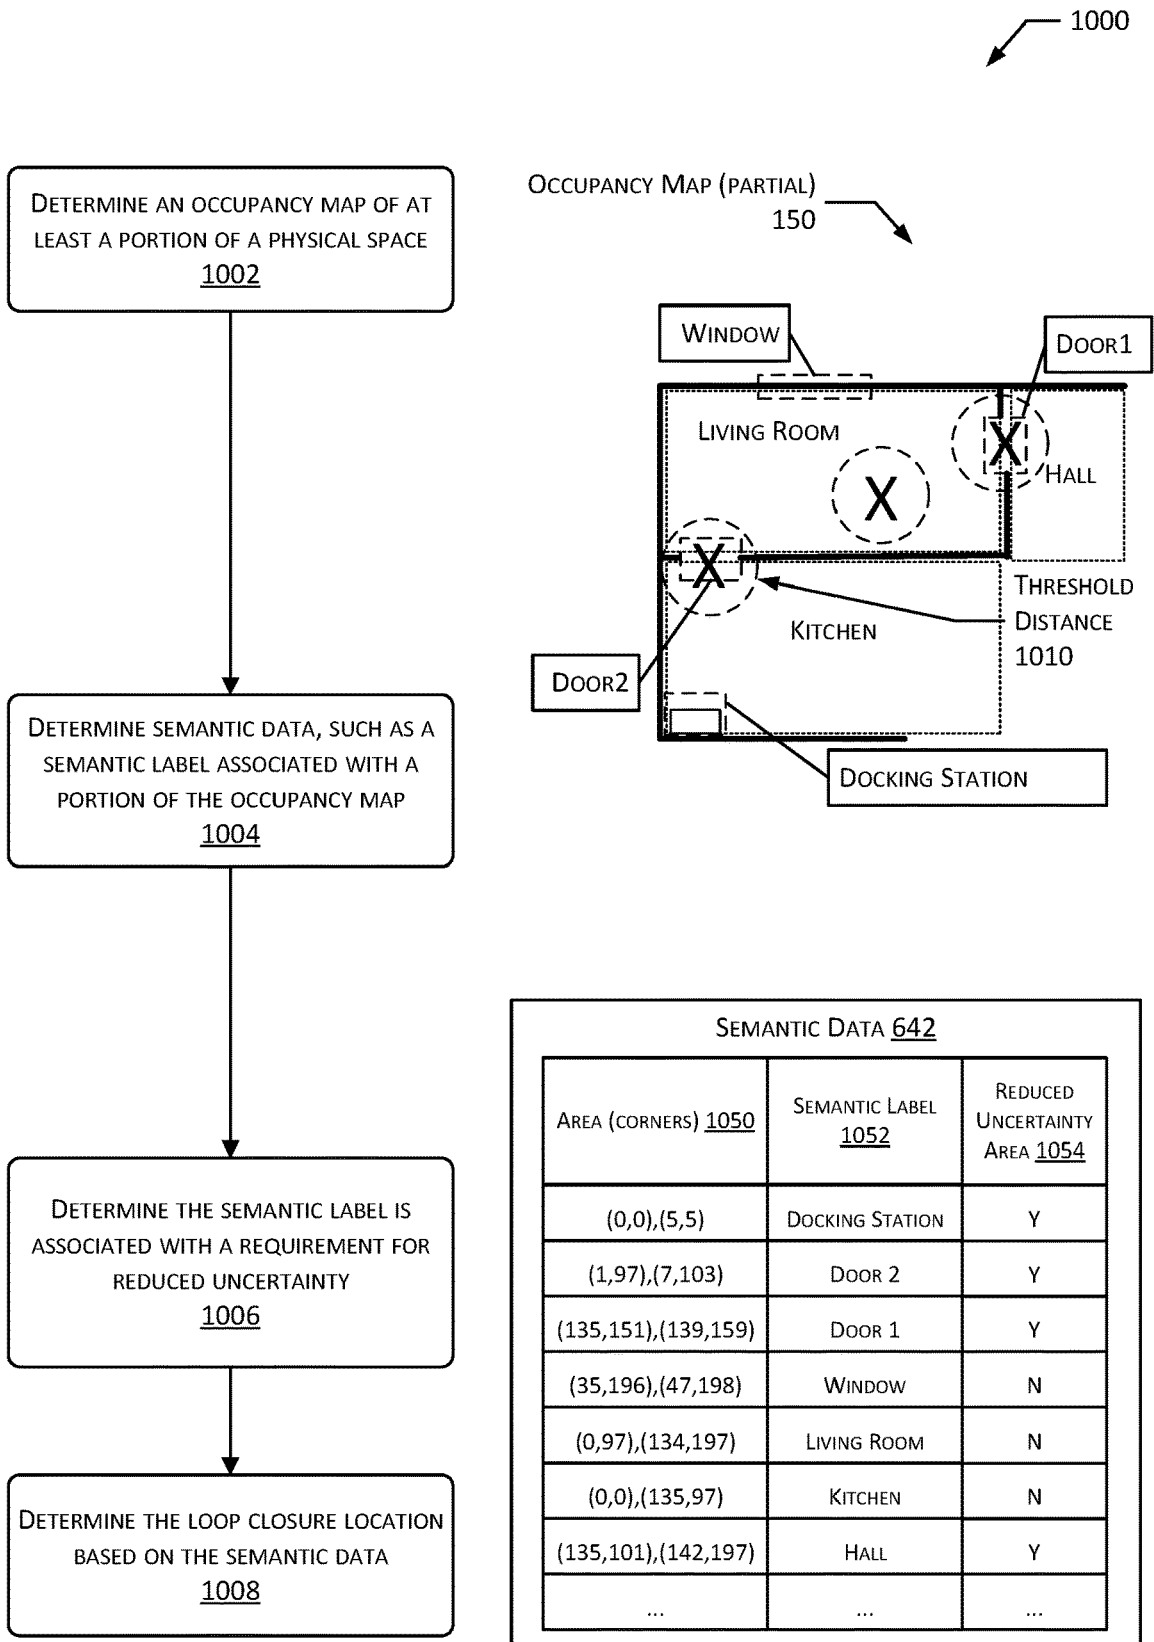 1000
DETERMINE AN OCCUPANCY MAP OF AT
LEAST A PORTION OF A PHYSICAL SPACE
1002
DETERMINE SEMANTIC DATA, SUCH AS A
SEMANTIC LABEL ASSOCIATED WITH A
PORTION OF THE OCCUPANCY MAP
1004
DETERMINE THE SEMANTIC LABEL IS
ASSOCIATED WITH A REQUIREMENT FOR
REDUCED UNCERTAINTY
1006
DETERMINE THE LOOP CLOSURE LOCATION
BASED ON THE SEMANTIC DATA
1008
OCCUPANCY MAP (PARTIAL)
150
WINDOW
DOOR1
LIVING ROOM
X
HALL
X
X
THRESHOLD
DISTANCE
1010
KITCHEN
DOOR2
DOCKING STATION
SEMANTIC DATA 642
AREA (CORNERS) 1050
SEMANTIC LABEL
1052
REDUCED
UNCERTAINTY
AREA 1054
(0,0),(5,5) DOCKING STATION Y
(1,97),(7,103) DOOR 2 Y
(135,151),(139,159) DOOR 1 Y
(35,196),(47,198) WINDOW N
(0,97),(134,197) LIVING ROOM N
(0,0),(135,97) KITCHEN N
(135,101),(142,197) HALL Y
... ... ...